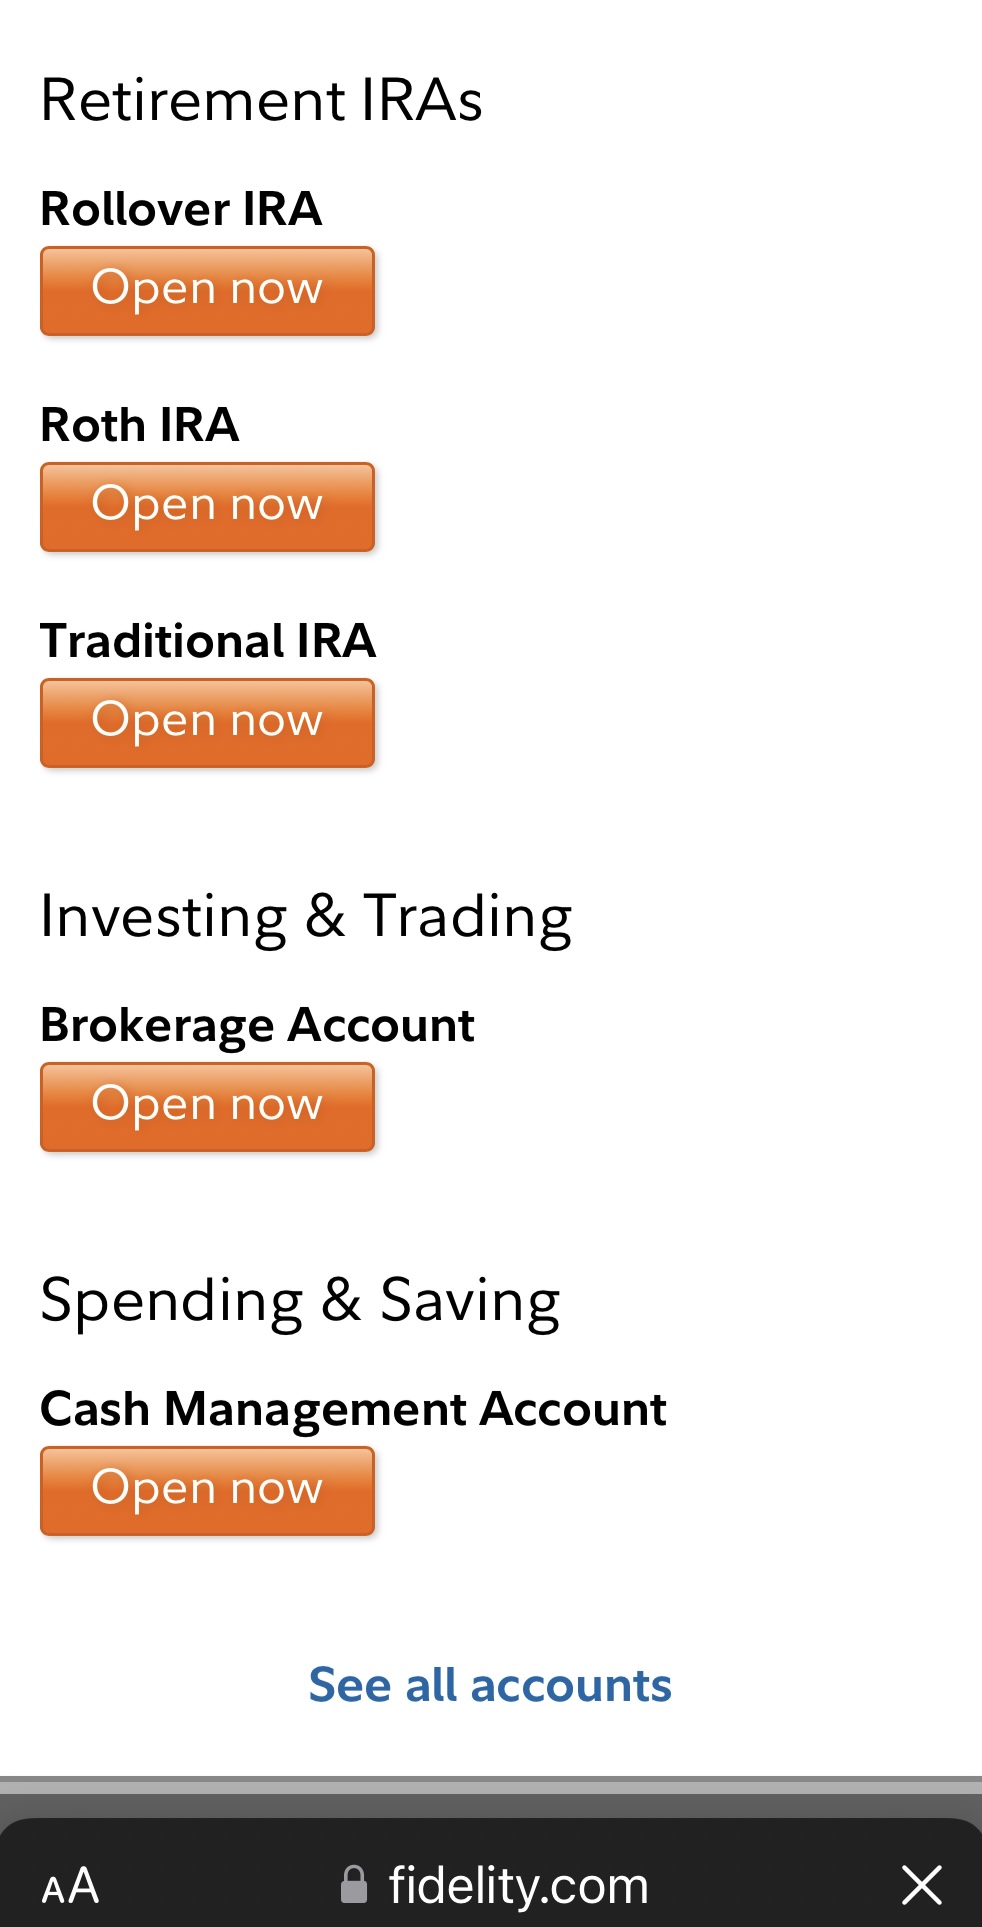 Retirement IRAs
Rollover IRA
Open now
Roth IRA
Open now
Traditional IRA
Open now
Investing & Trading
Brokerage Account
Open now
Spending & Saving
Cash Management Account
Open now
See all accounts
AA fidelity.com